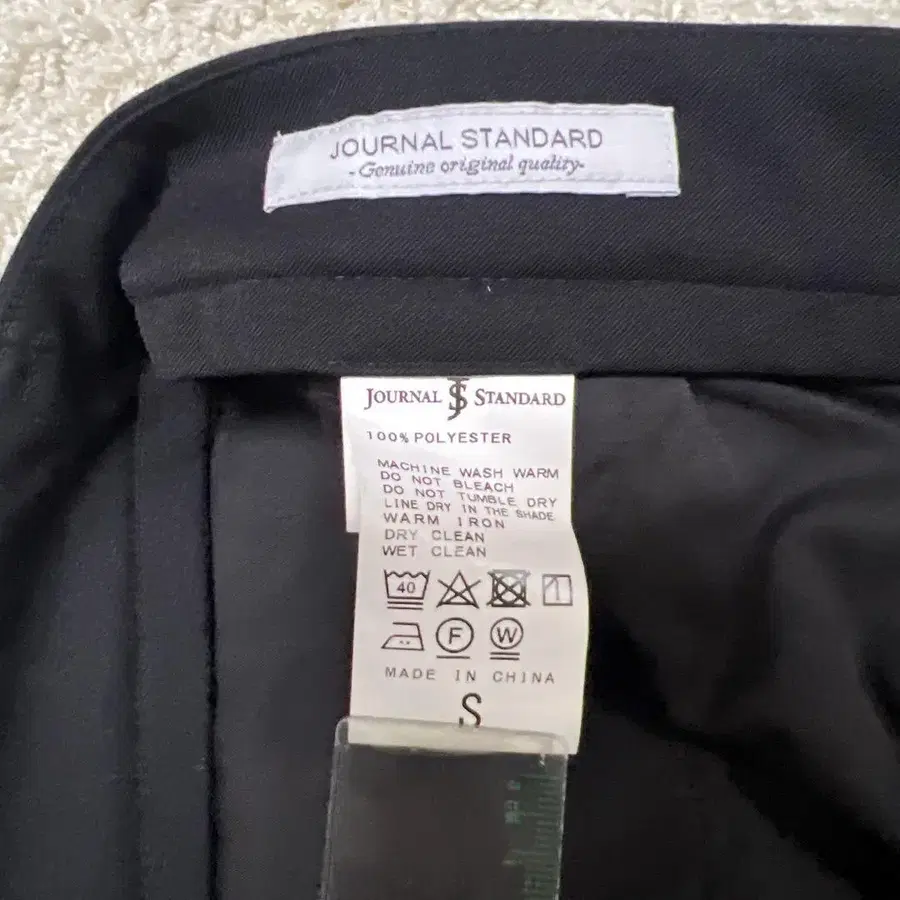 JOURNAL STANDARD
- Genuine original quality-
JOURNAL JS STANDARD
100% POLYESTER
MACHINE WASH WARM
DO NOT BLEACH
DO NOT TUMBLE DRY
LINE DRY IN THE SHADE
WARM IRON
DRY CLEAN
WET CLEAN
40
F W
MADE IN CHINA
S